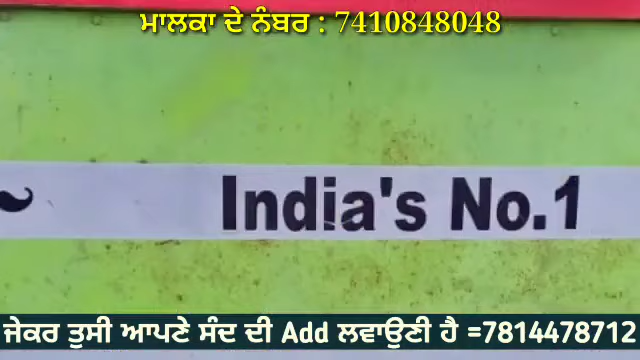 ਮਾਲਕਾ ਦੇ ਨੰਬਰ : 7410848048
India's No.1
ਜੇਕਰ ਤੁਸੀ ਆਪਣੇ ਸੰਦ ਦੀ Add ਲਵਾਉਣੀ ਹੈ =7814478712